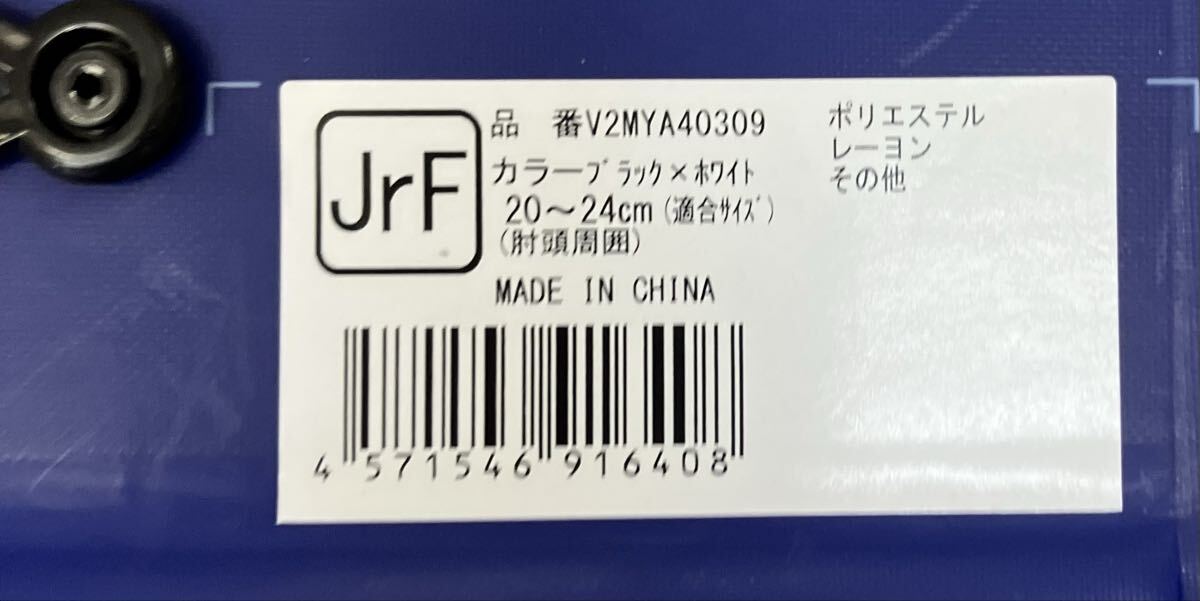 JrF
品　番V2MYA40309
カラーﾌﾞﾗｯｸ×ﾎﾜｲﾄ
20～24cm(適合ｻｲｽﾞ)
(肘頭周囲)
MADE IN CHINA
4 571546 916408
ポリエステル
レーヨン
その他